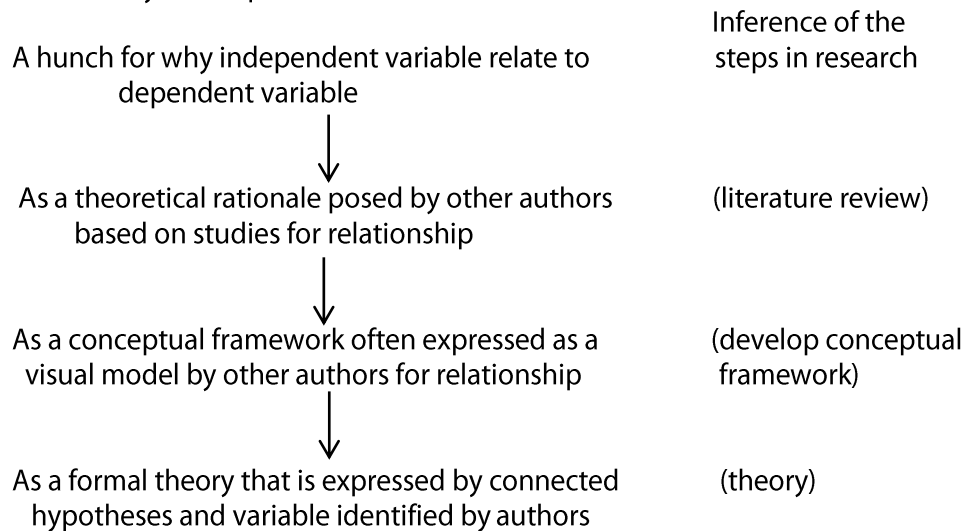 Inference of the
steps in research
A hunch for why independent variable relate to
dependent variable
As a theoretical rationale posed by other authors
based on studies for relationship
(literature review)
As a conceptual framework often expressed as a
visual model by other authors for relationship
(develop conceptual
framework)
As a formal theory that is expressed by connected
hypotheses and variable identified by authors
(theory)